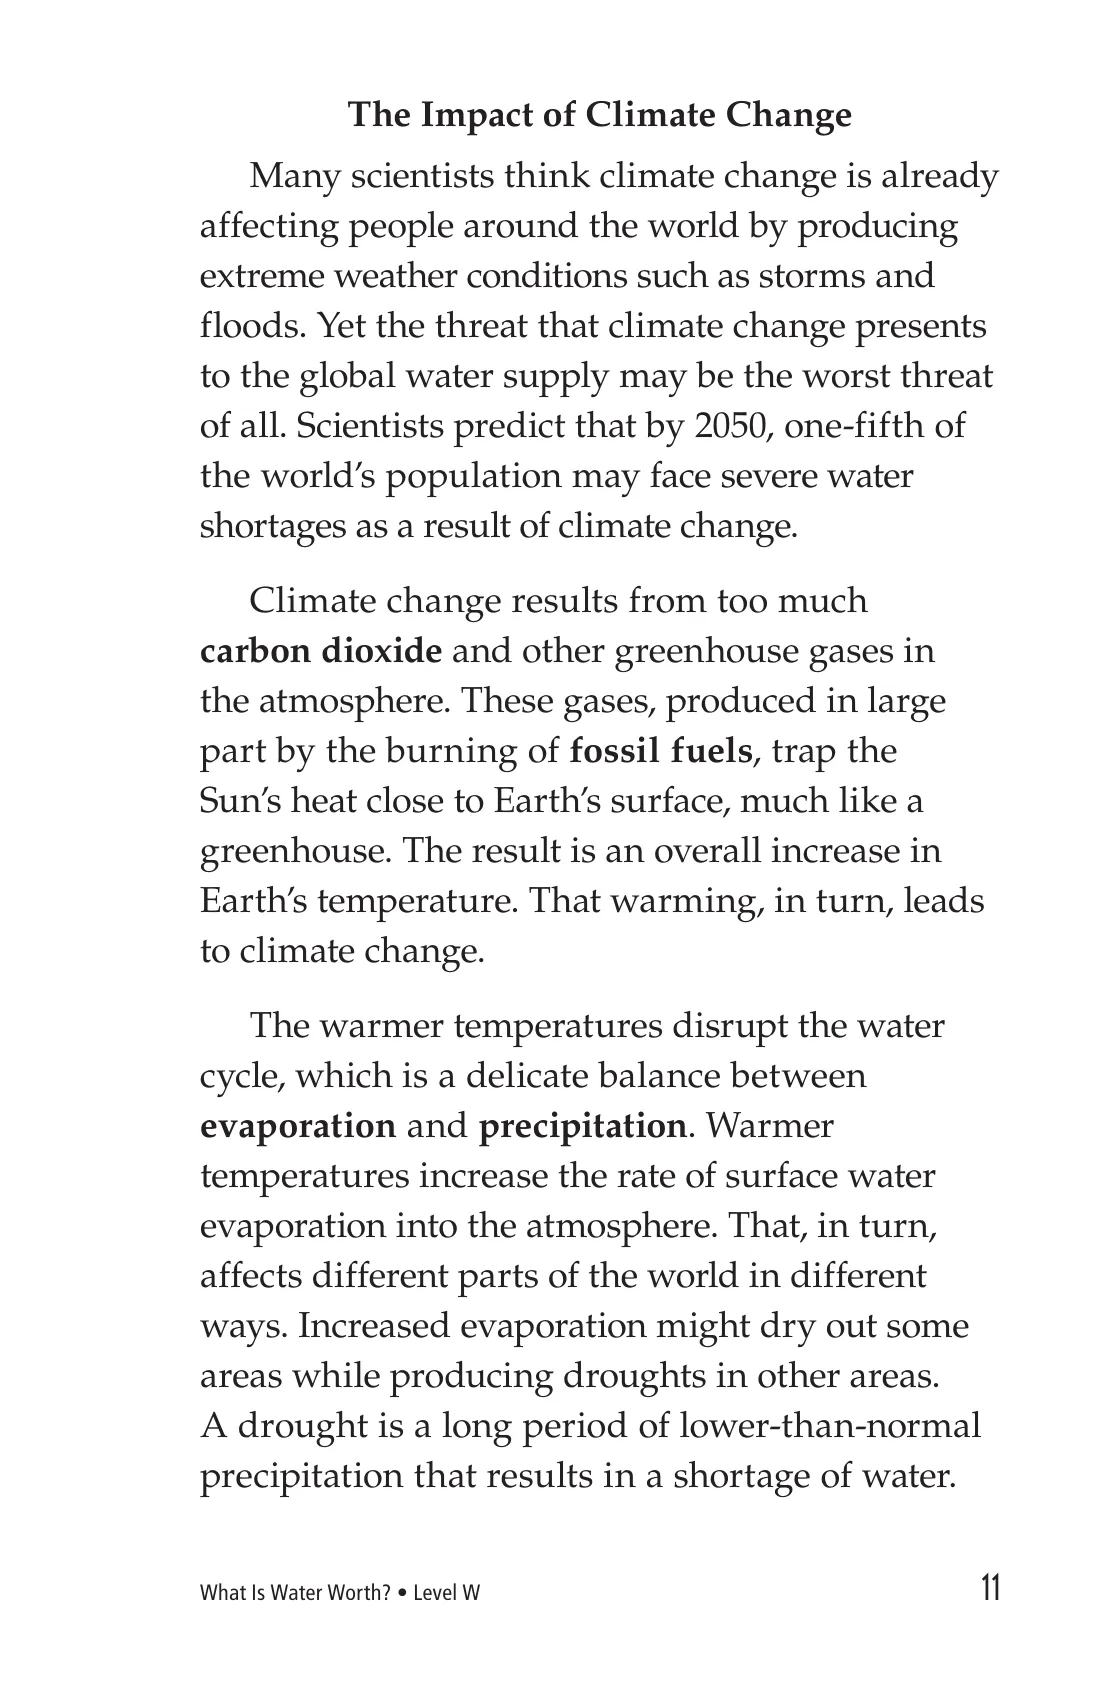 The Impact of Climate Change
Many scientists think climate change is already
affecting people around the world by producing
extreme weather conditions such as storms and
floods. Yet the threat that climate change presents
to the global water supply may be the worst threat
of all. Scientists predict that by 2050, one-fifth of
the world’s population may face severe water
shortages as a result of climate change.
Climate change results from too much
carbon dioxide and other greenhouse gases in
the atmosphere. These gases, produced in large
part by the burning of fossil fuels, trap the
Sun’s heat close to Earth’s surface, much like a
greenhouse. The result is an overall increase in
Earth’s temperature. That warming, in turn, leads
to climate change.
The warmer temperatures disrupt the water
cycle, which is a delicate balance between
evaporation and precipitation. Warmer
temperatures increase the rate of surface water
evaporation into the atmosphere. That, in turn,
affects different parts of the world in different
ways. Increased evaporation might dry out some
areas while producing droughts in other areas.
A drought is a long period of lower-than-normal
precipitation that results in a shortage of water.
What Is Water Worth? • Level W 11